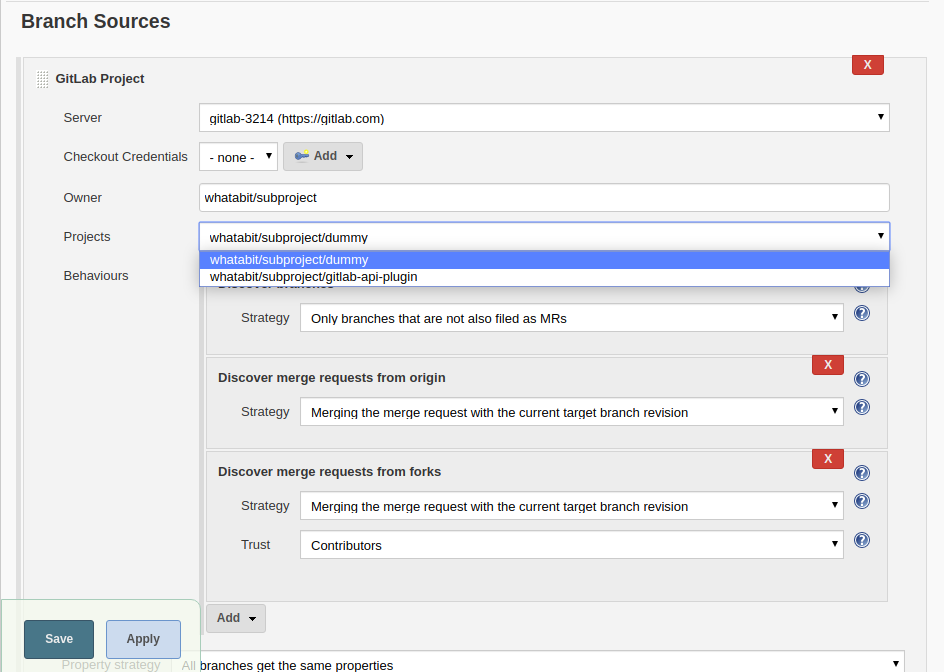 Branch Sources
X
GitLab Project
Server
gitlab-3214 (https://gitlab.com)
Checkout Credentials
- none -
Add
Owner
whatabit/subproject
Projects
whatabit/subproject/dummy
whatabit/subproject/dummy
whatabit/subproject/gitlab-api-plugin
Behaviours
Discover branches
?
Strategy
Only branches that are not also filed as MRs
?
X
Discover merge requests from origin
?
Strategy
Merging the merge request with the current target branch revision
?
X
Discover merge requests from forks
?
Strategy
Merging the merge request with the current target branch revision
?
Trust
Contributors
?
Add
Save
Apply
Property strategy
All branches get the same properties